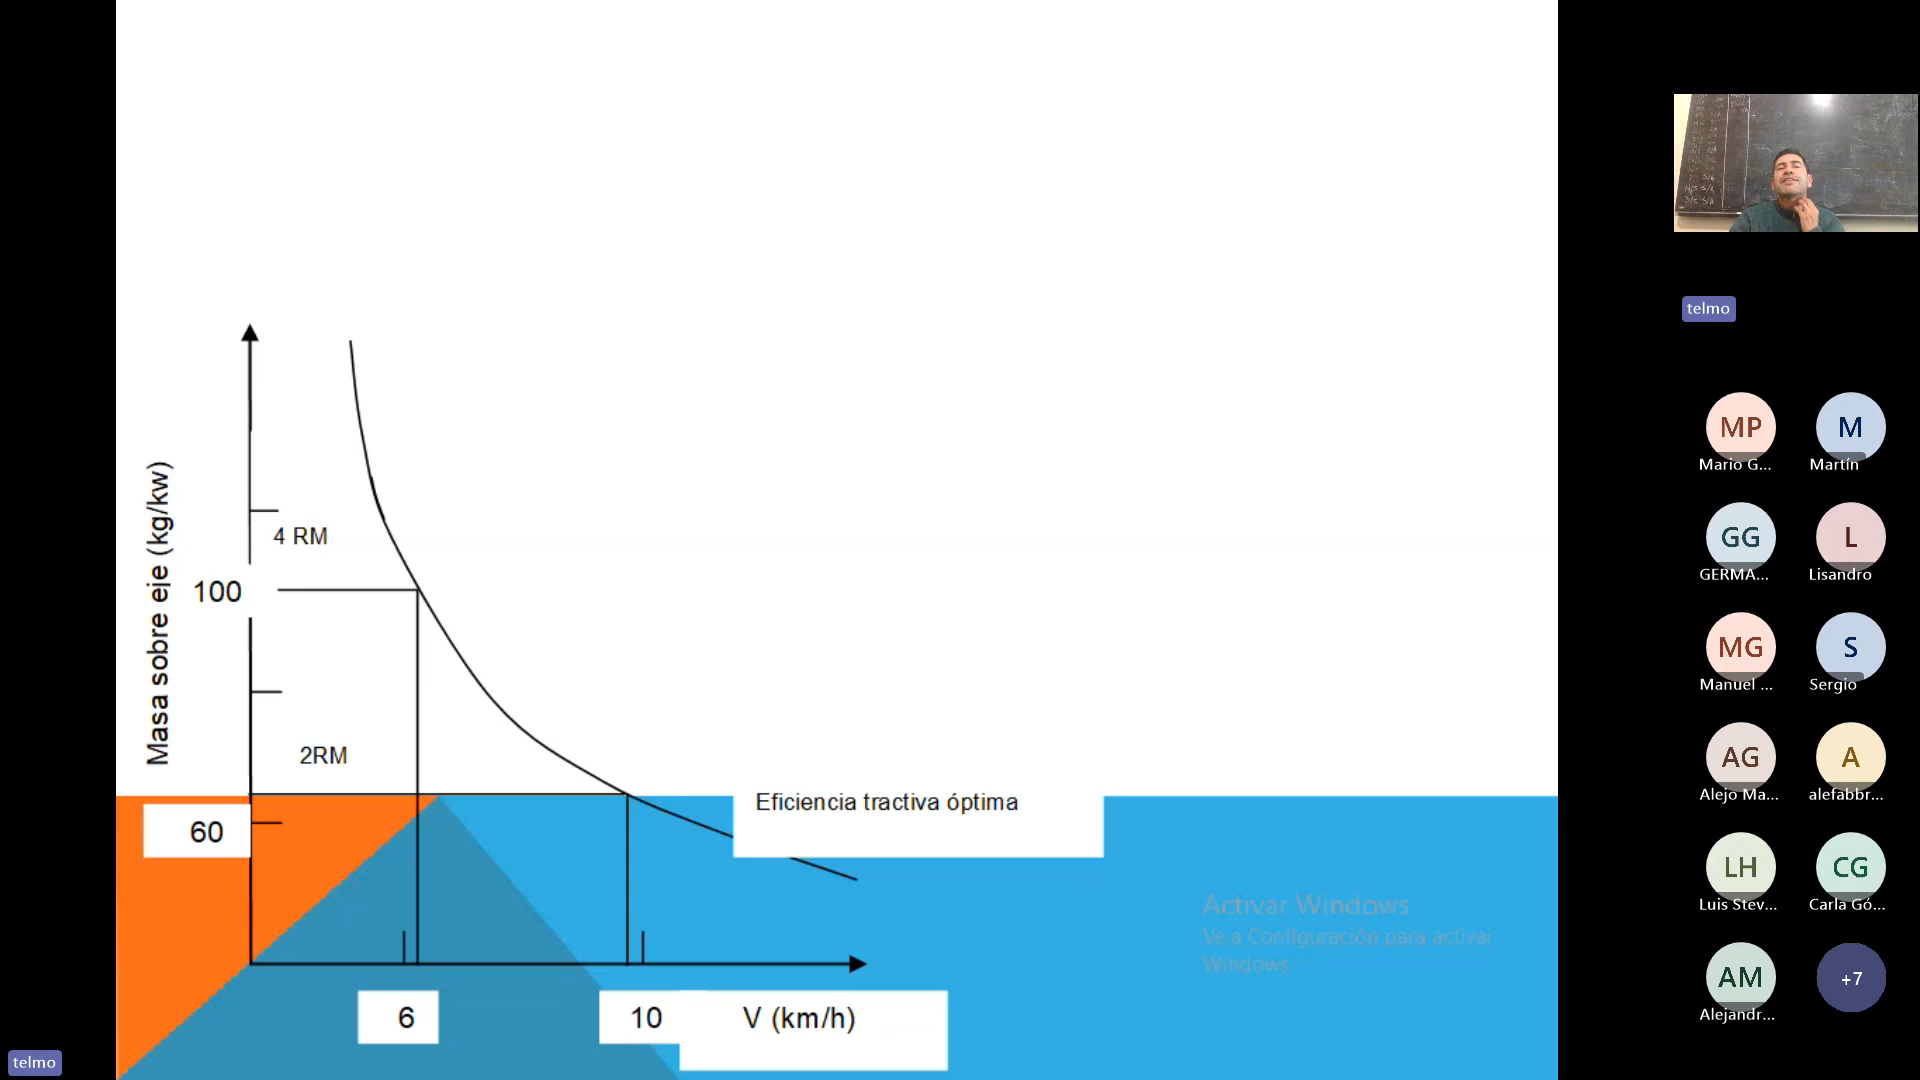 Masa sobre eje (kg/kw)
4 RM
100
2RM
60
Eficiencia tractiva óptima
6
10
V (km/h)
Activar Windows
Ve a Configuración para activar
Windows.
telmo
telmo
MP
Mario G...
M
Martín
GG
GERMA...
L
Lisandro
MG
Manuel ...
S
Sergio
AG
Alejo Ma...
A
alefabbr...
LH
Luis Stev...
CG
Carla Gó...
AM
Alejandr...
+7